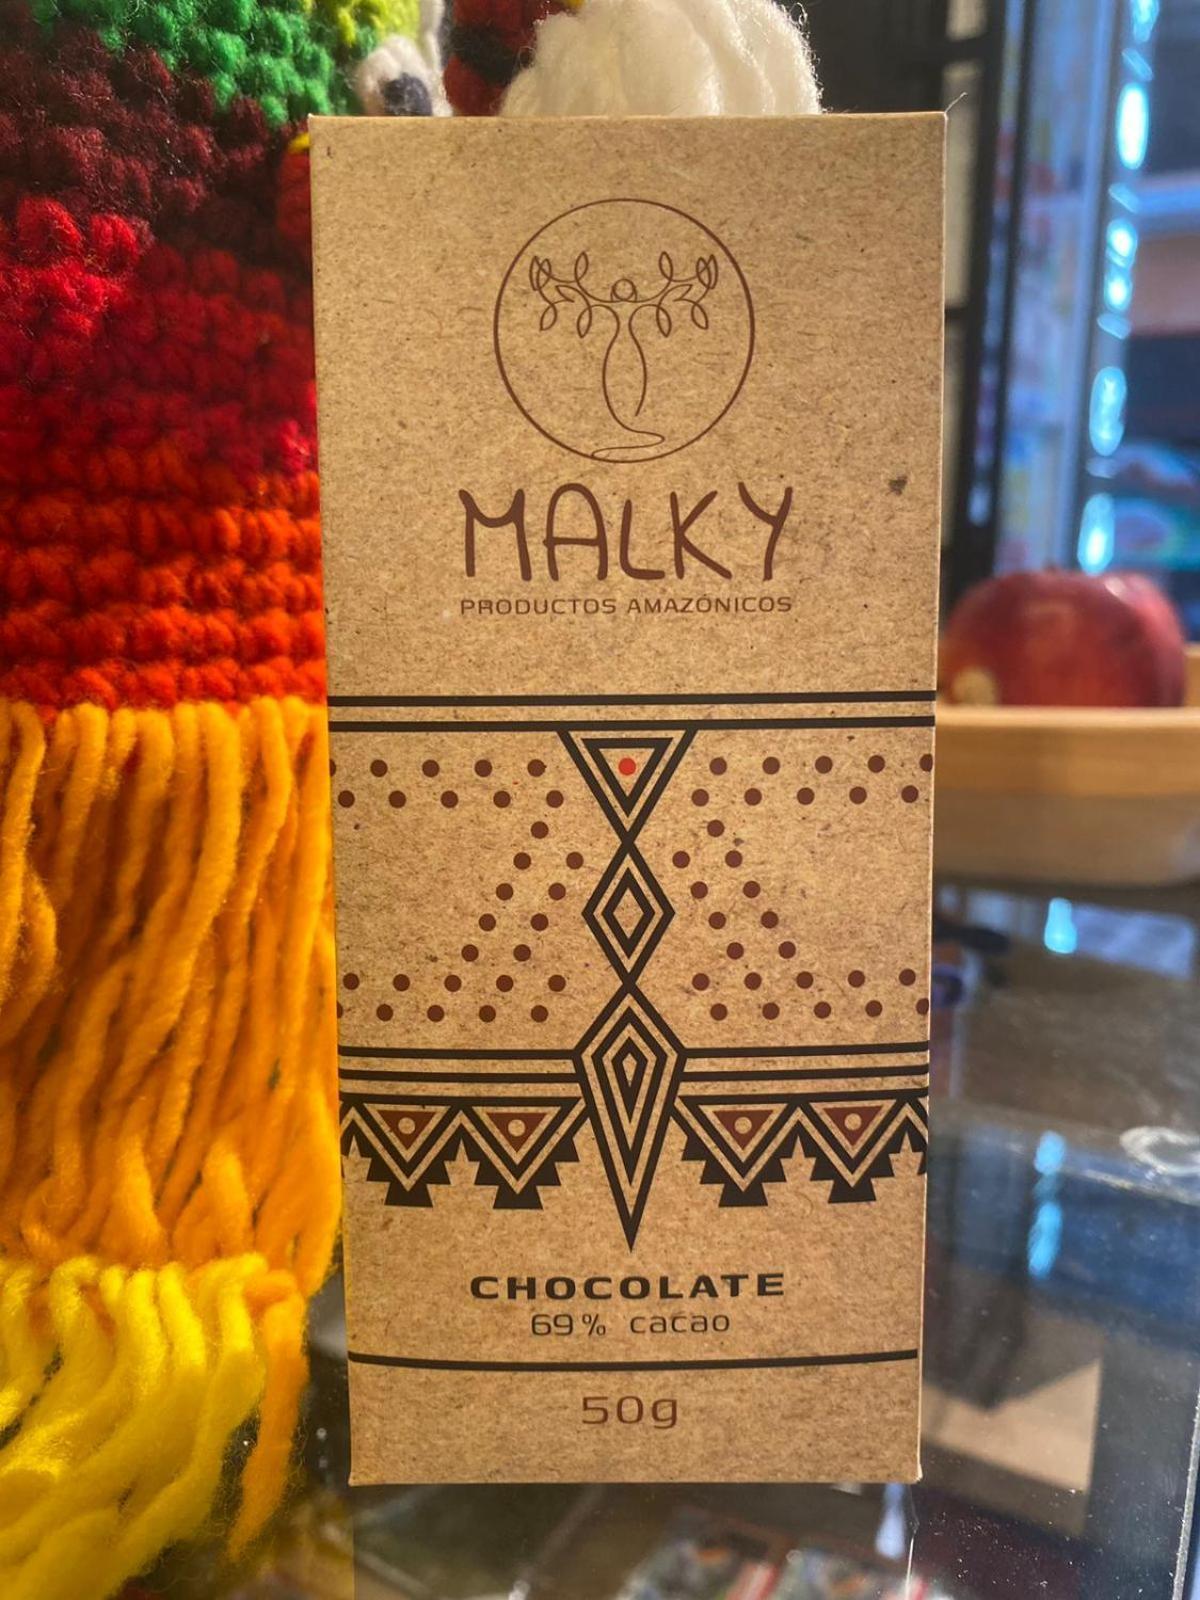 MALKY
PRODUCTOS AMAZÓNICOS
CHOCOLATE
69% cacao
50g